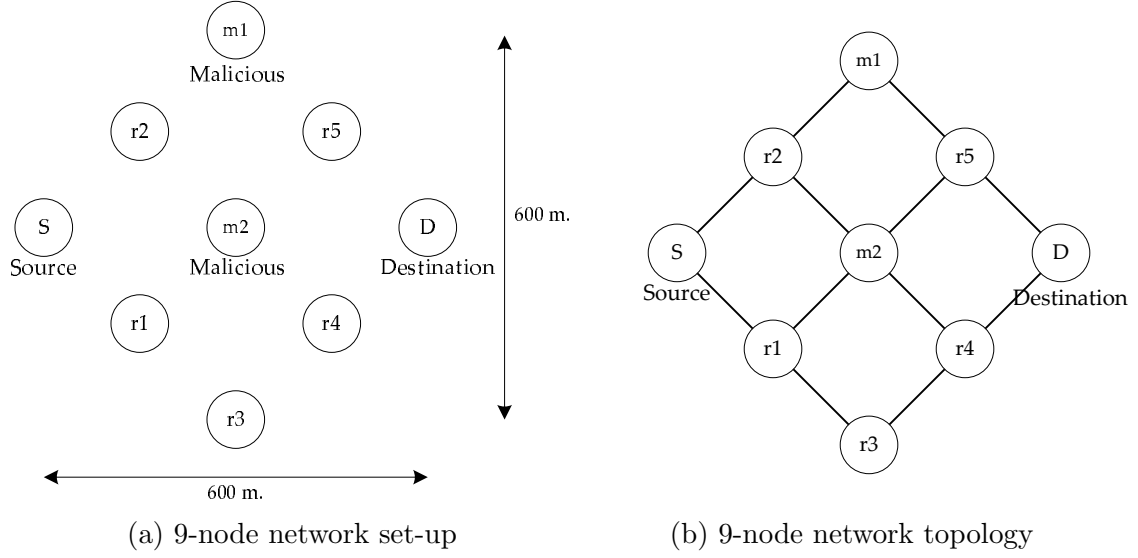 m1
Malicious
r2
r5
S
Source
m2
Malicious
D
Destination
600 m.
r1
r4
r3
600 m.
(a) 9-node network set-up
m1
r2
r5
S
Source
m2
D
Destination
r1
r4
r3
(b) 9-node network topology